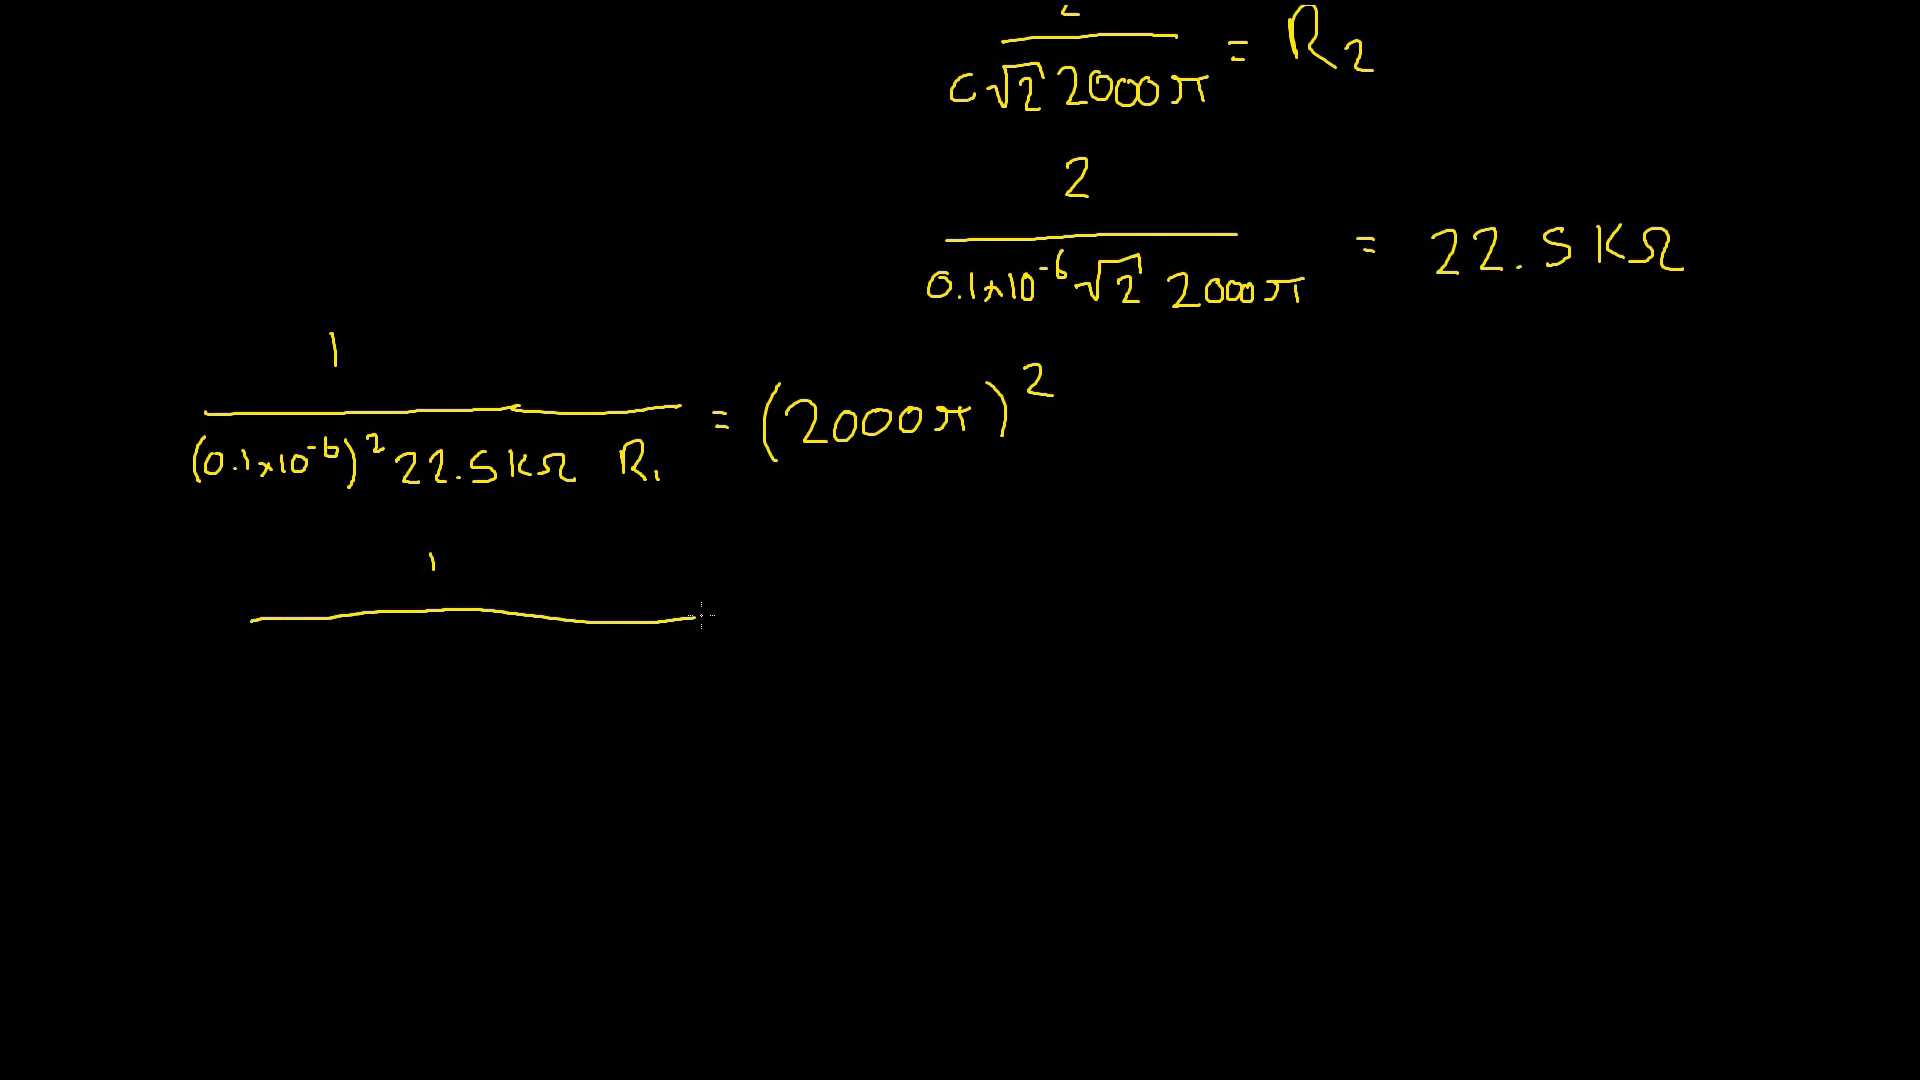 2 / (C√2 2000π) = R₂
2 / (0.1×10⁻⁶ √2 2000π) = 22.5 KΩ
1 / ((0.1×10⁻⁶)² 22.5KΩ R₁) = (2000π)²
1